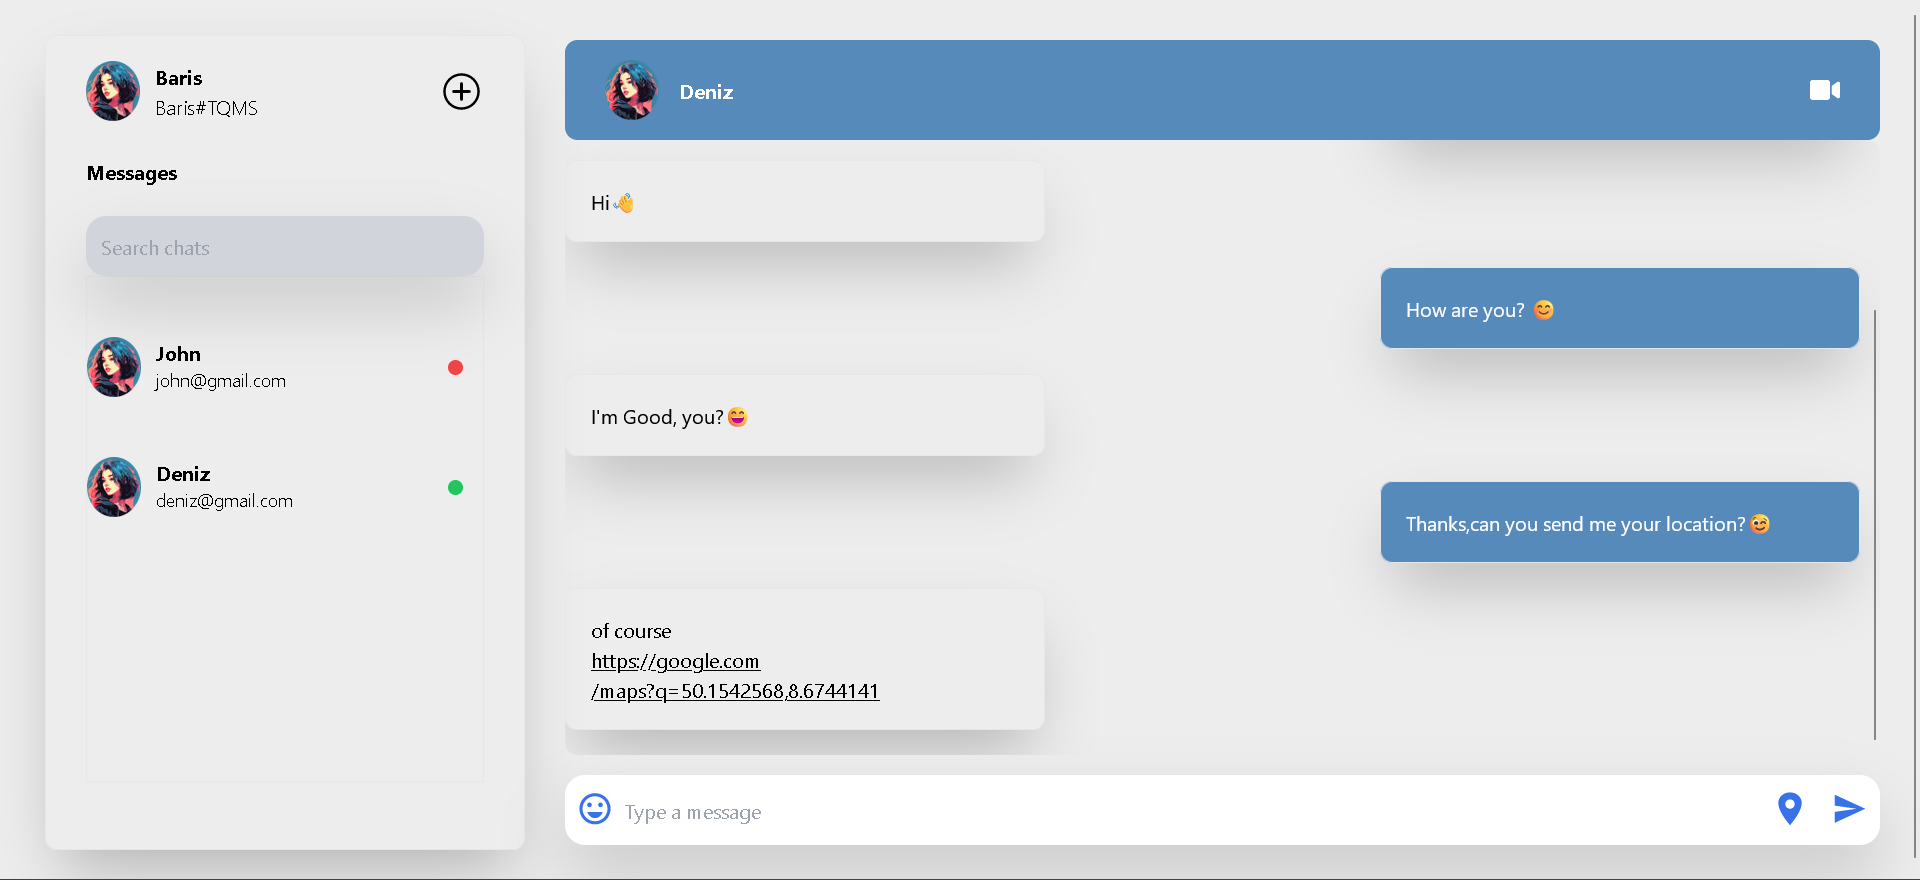 Baris
Baris#TQMS
Messages
Search chats
John
john@gmail.com
Deniz
deniz@gmail.com
Deniz
Hi👋
How are you? 😊
I'm Good, you?😄
Thanks,can you send me your location?😉
of course
https://google.com
/maps?q=50.1542568,8.6744141
Type a message